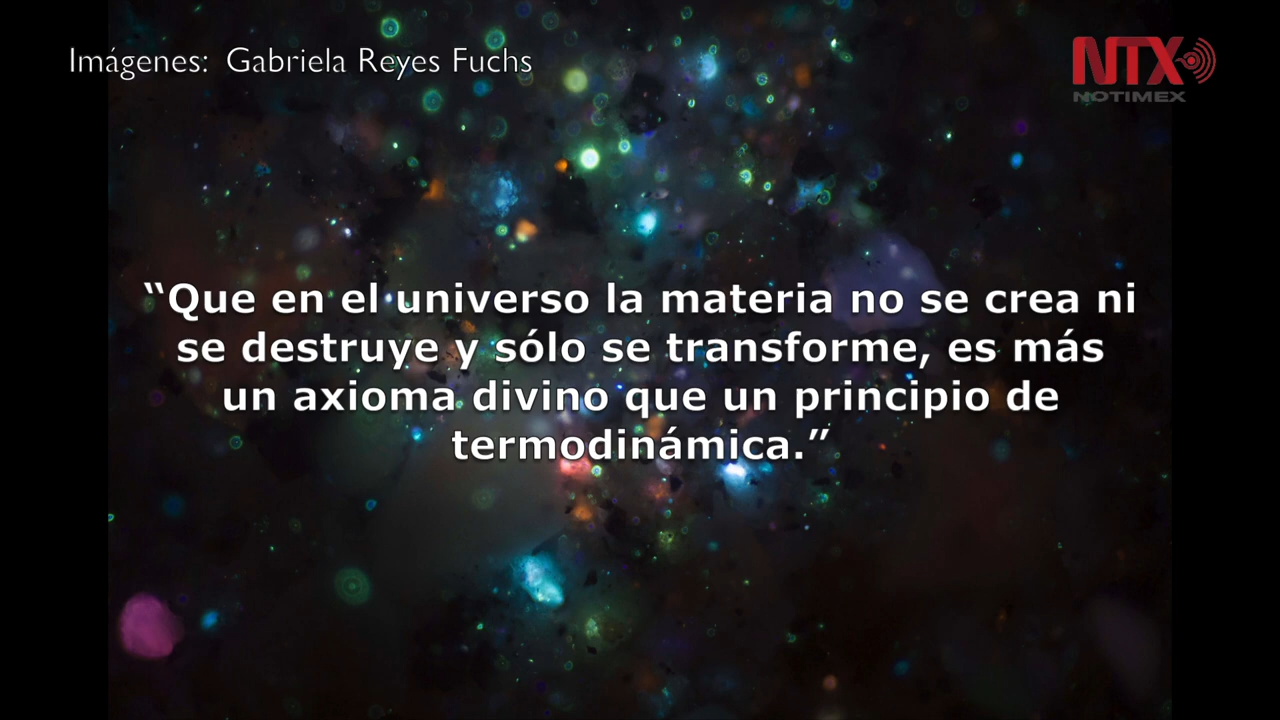 Imágenes: Gabriela Reyes Fuchs
NTX
NOTIMEX
“Que en el universo la materia no se crea ni
se destruye y sólo se transforme, es más
un axioma divino que un principio de
termodinámica.”